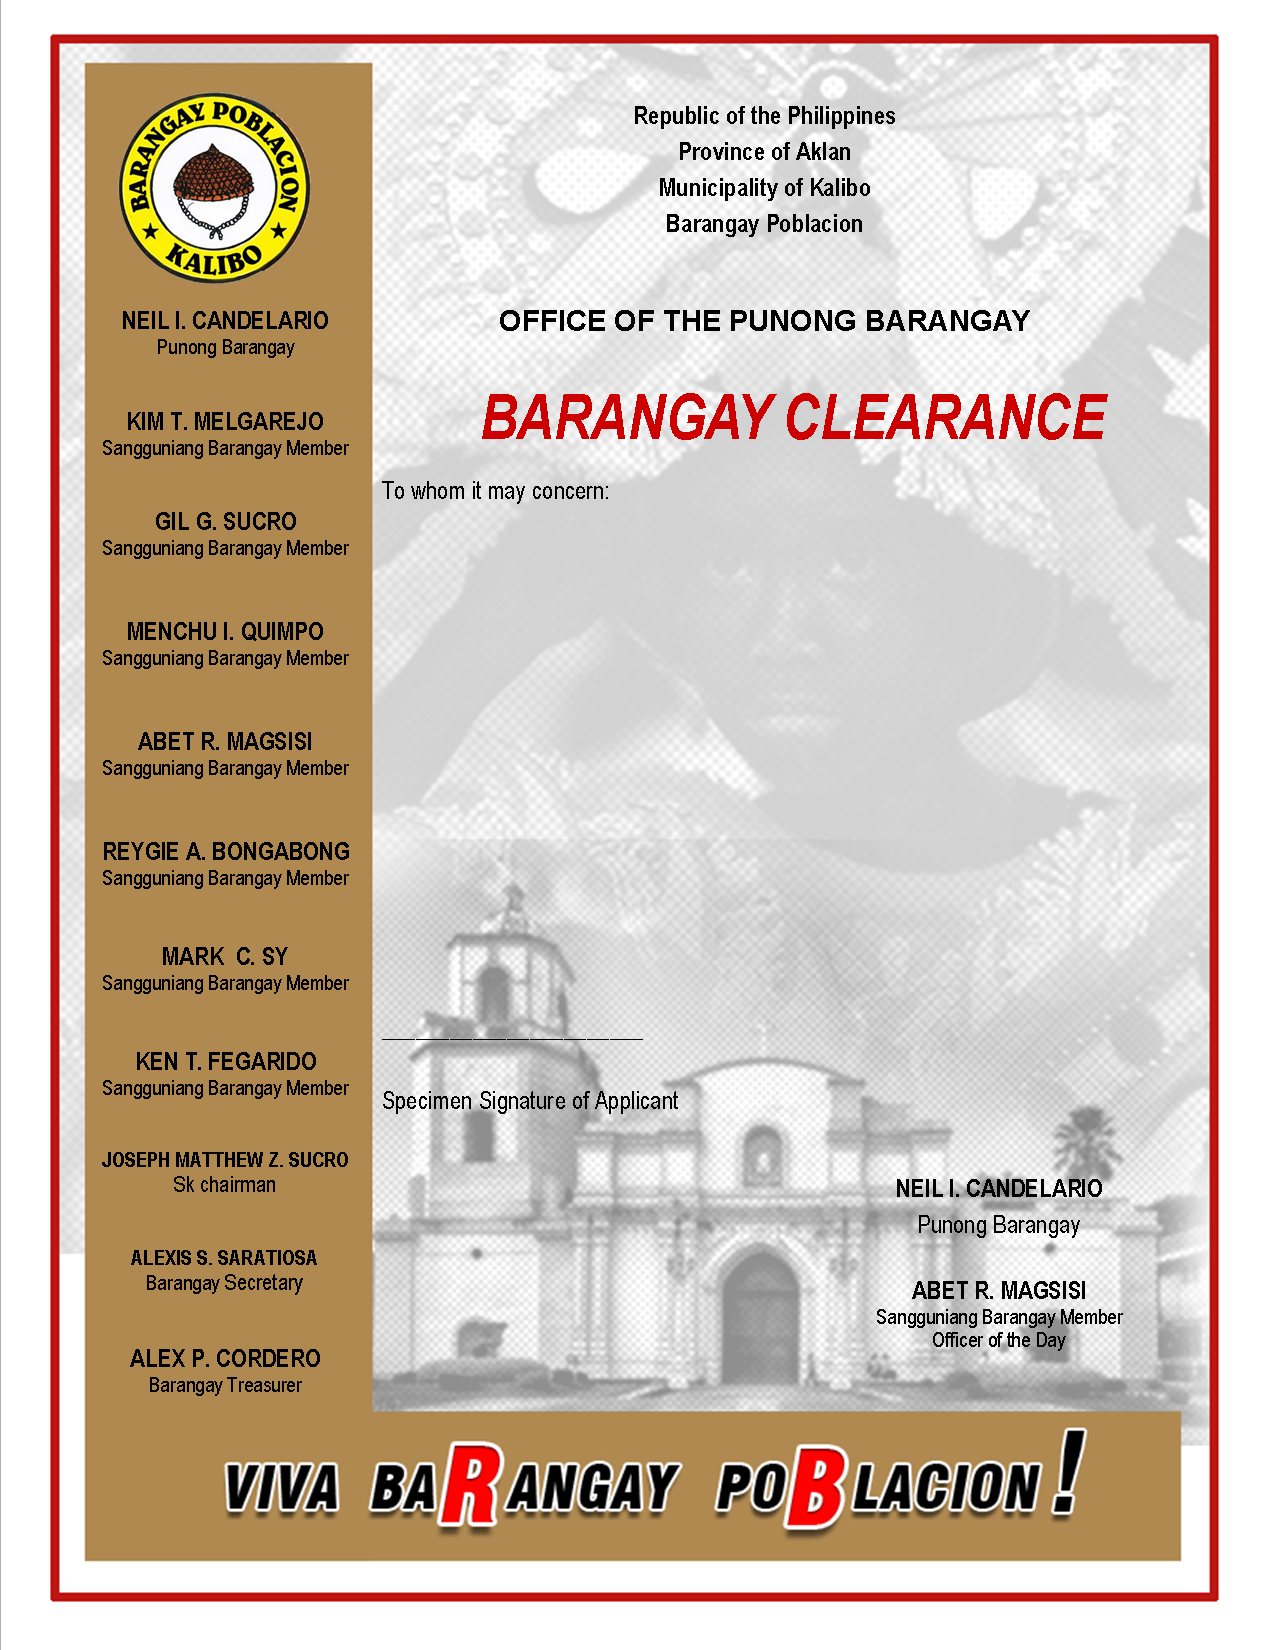 BARANGAY POBLACION
★ KALIBO ★
NEIL I. CANDELARIO
Punong Barangay
KIM T. MELGAREJO
Sangguniang Barangay Member
GIL G. SUCRO
Sangguniang Barangay Member
MENCHU I. QUIMPO
Sangguniang Barangay Member
ABET R. MAGSISI
Sangguniang Barangay Member
REYGIE A. BONGABONG
Sangguniang Barangay Member
MARK  C. SY
Sangguniang Barangay Member
KEN T. FEGARIDO
Sangguniang Barangay Member
JOSEPH MATTHEW Z. SUCRO
Sk chairman
ALEXIS S. SARATIOSA
Barangay Secretary
ALEX P. CORDERO
Barangay Treasurer
Republic of the Philippines
Province of Aklan
Municipality of Kalibo
Barangay Poblacion
OFFICE OF THE PUNONG BARANGAY
BARANGAY CLEARANCE
To whom it may concern:
_______________________
Specimen Signature of Applicant
NEIL I. CANDELARIO
Punong Barangay
ABET R. MAGSISI
Sangguniang Barangay Member
Officer of the Day
VIVA BARANGAY POBLACION!